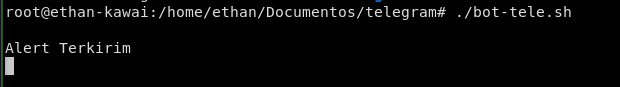 root@ethan-kawai:/home/ethan/Documentos/telegram# ./bot-tele.sh
Alert Terkirim